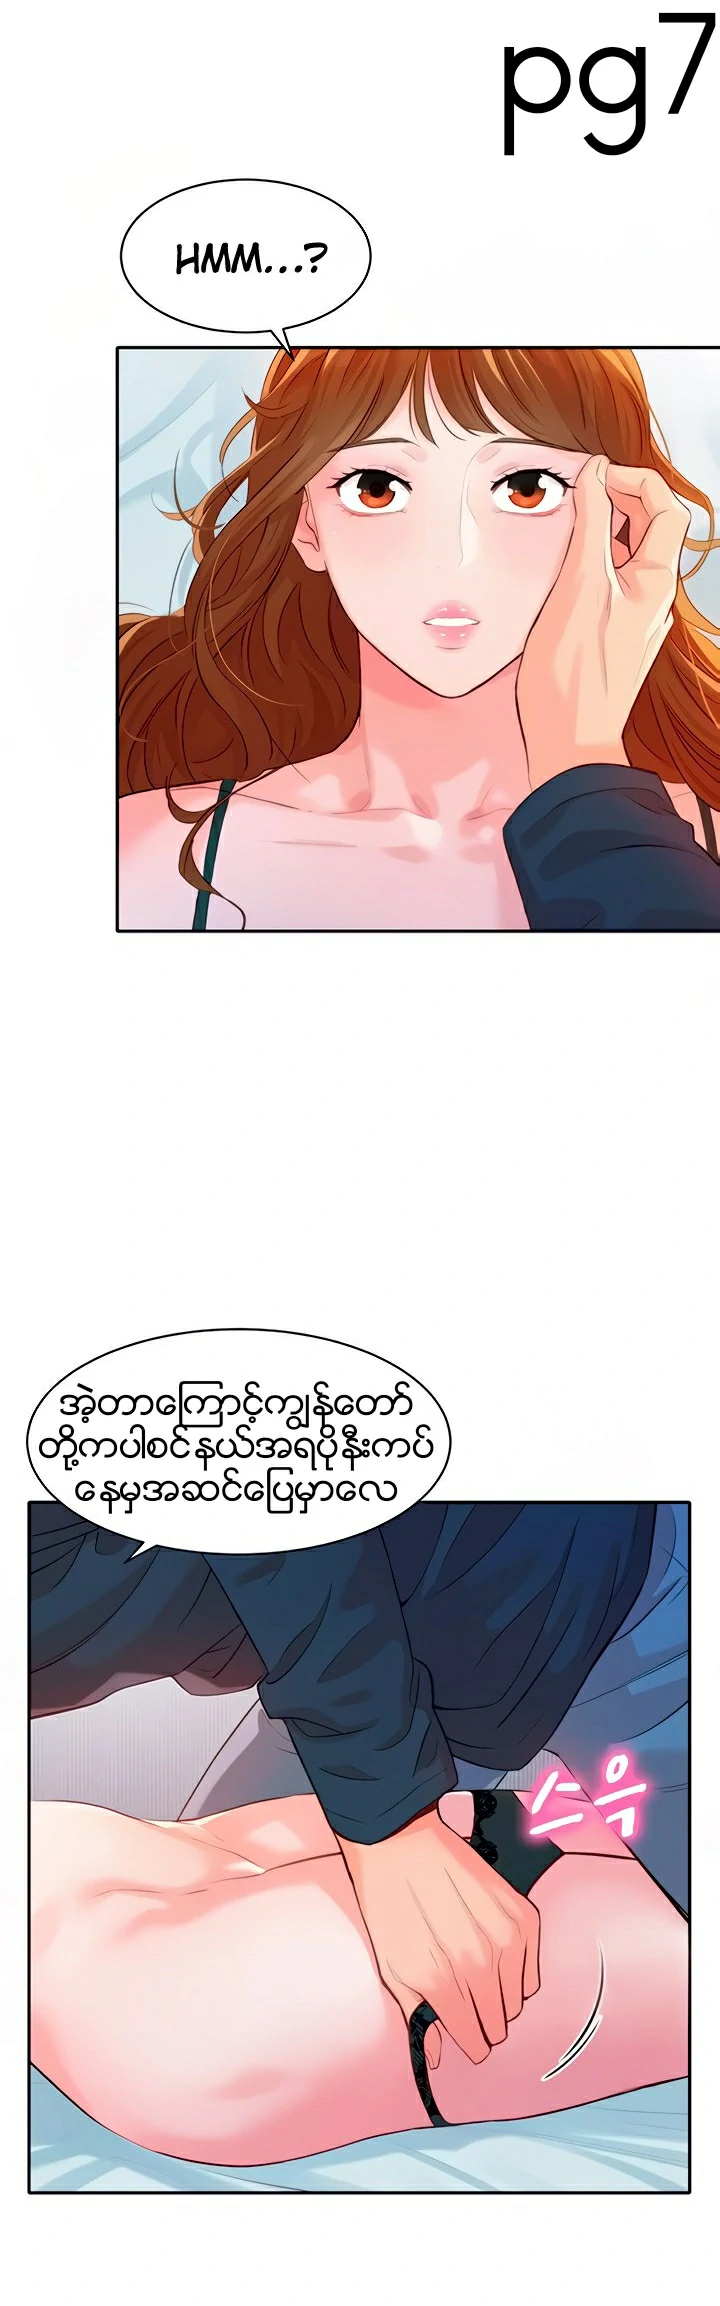 pg7
HMM...?
အဲ့တာကြောင့်ကျွန်တော်
တို့ကပါစင်နယ်အရပိုနီးကပ်
နေမှအဆင်ပြေမှာလေ
스윽